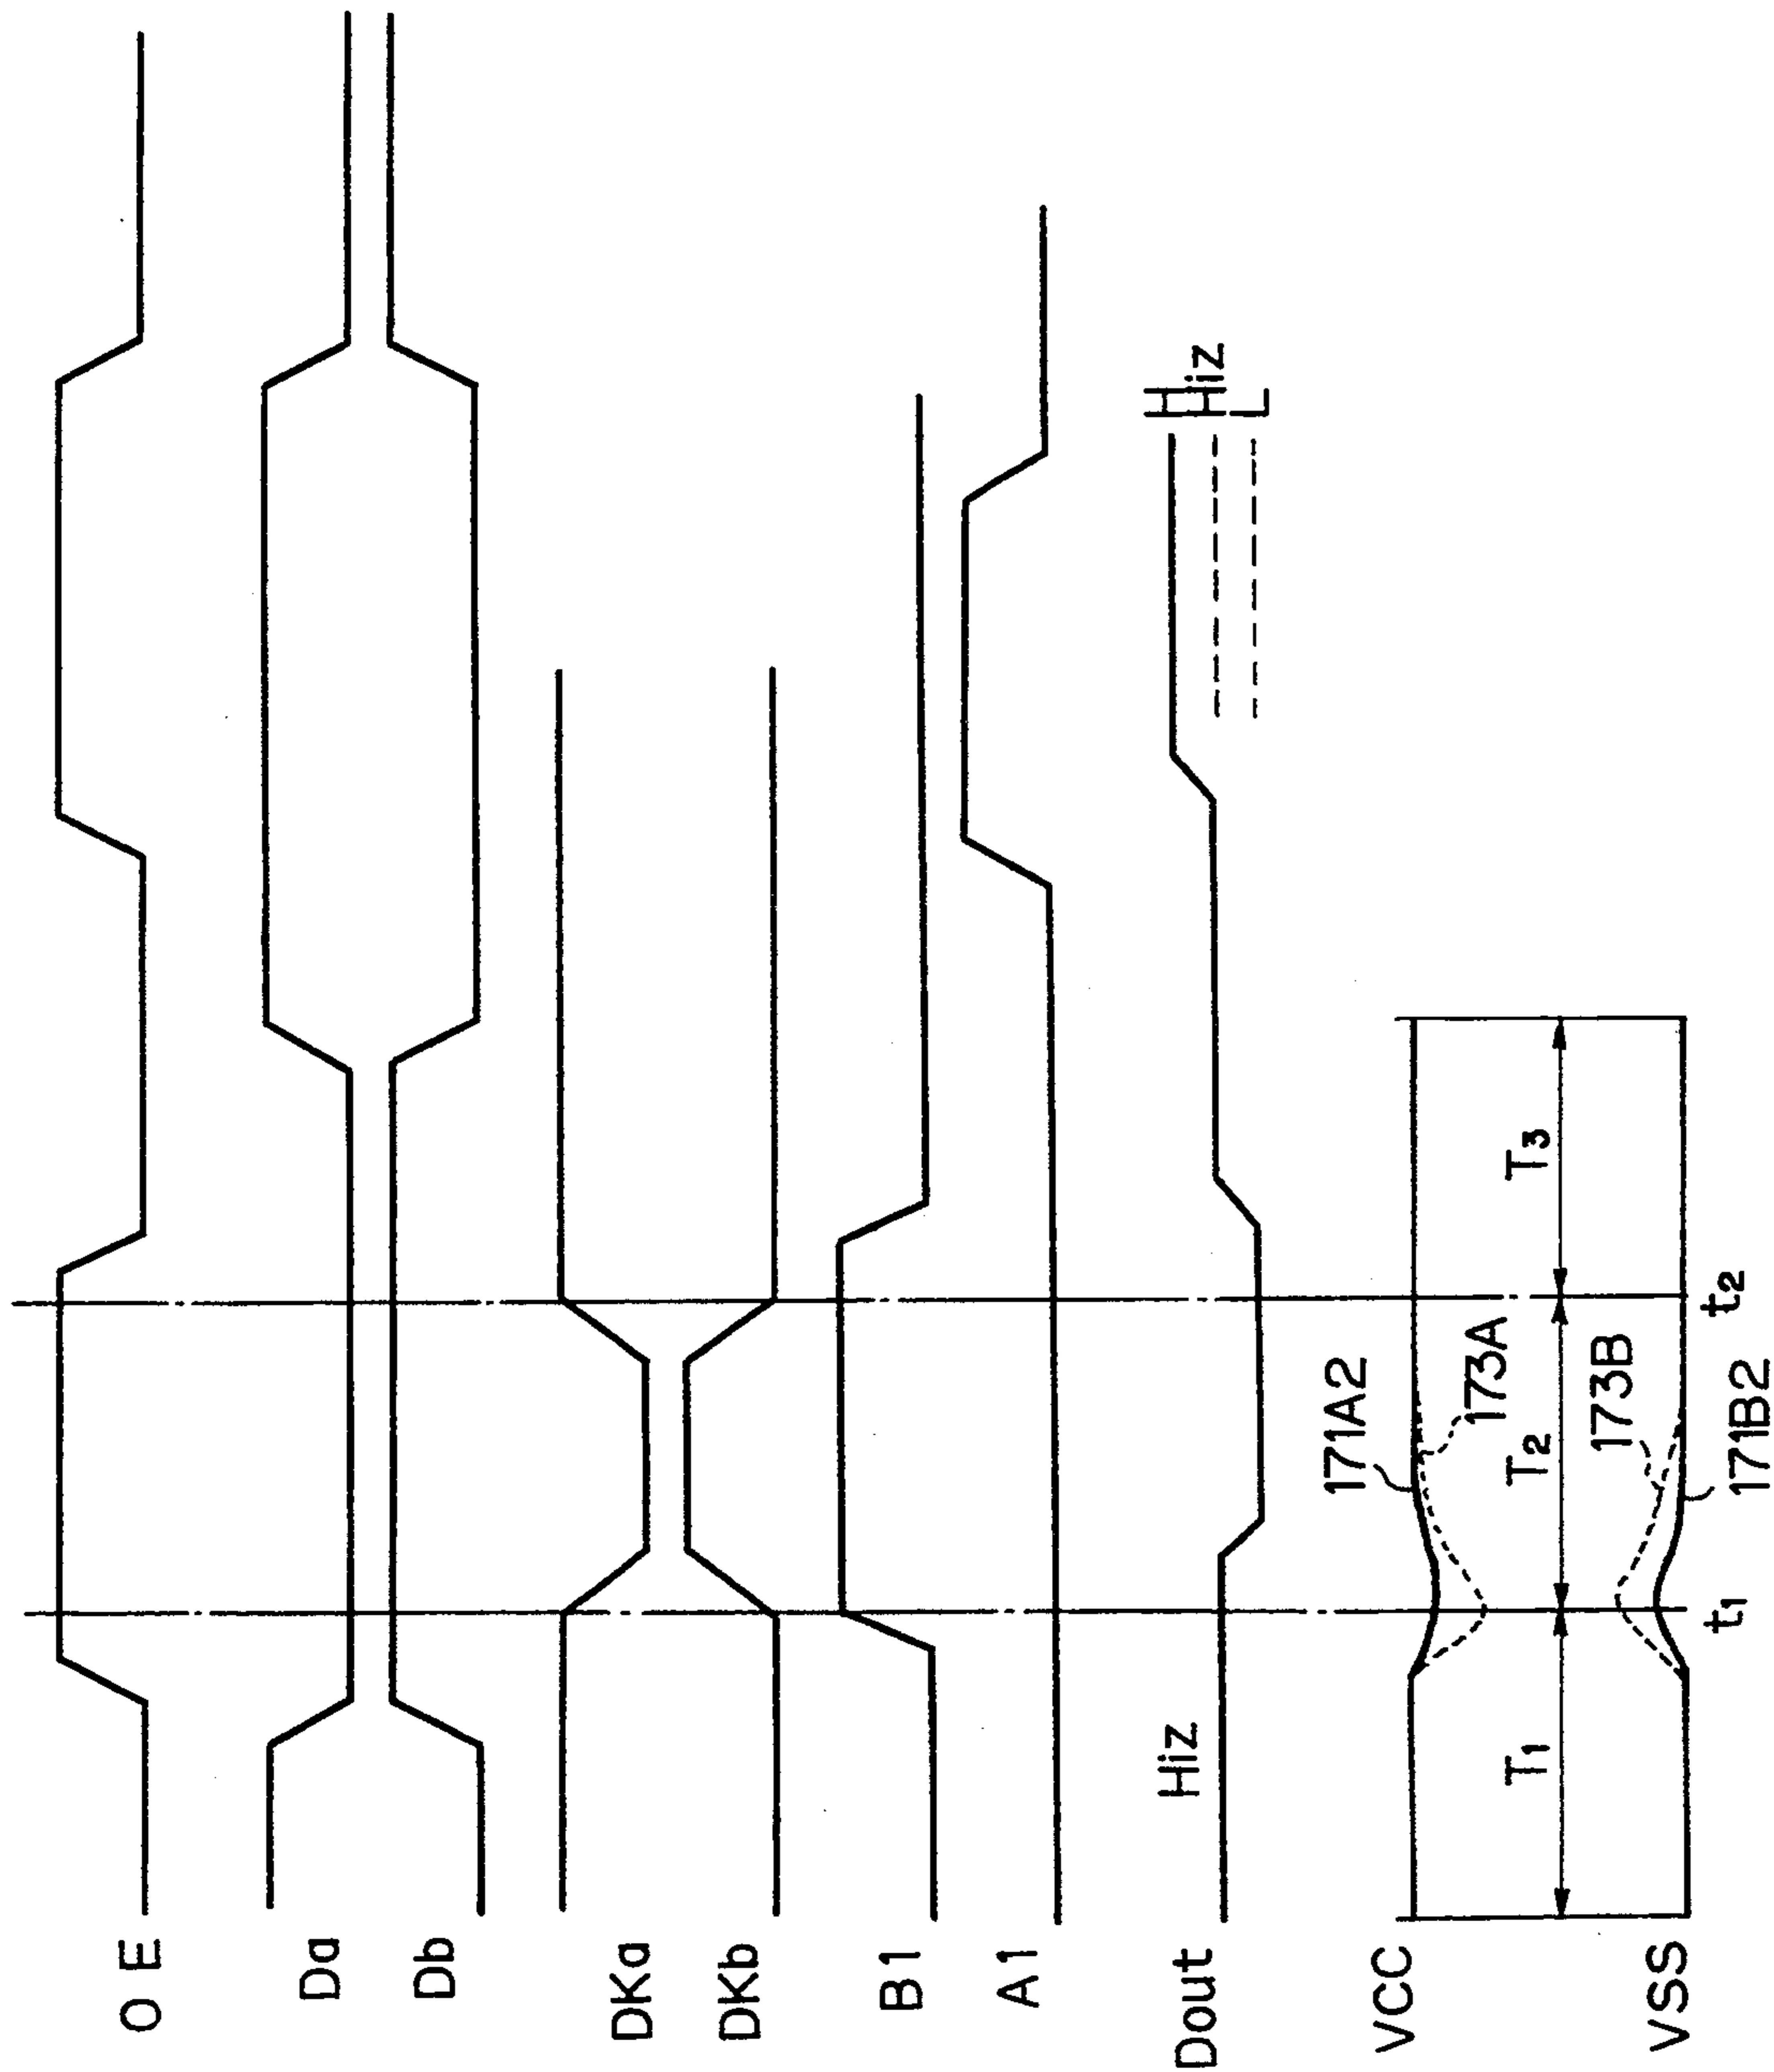 O E
Da
Db
DKa
DKb
B1
A1
Dout
Hiz
H
Hiz
L
VCC
171A2
173A
T1
T2
T3
173B
VSS
171B2
t1
t2